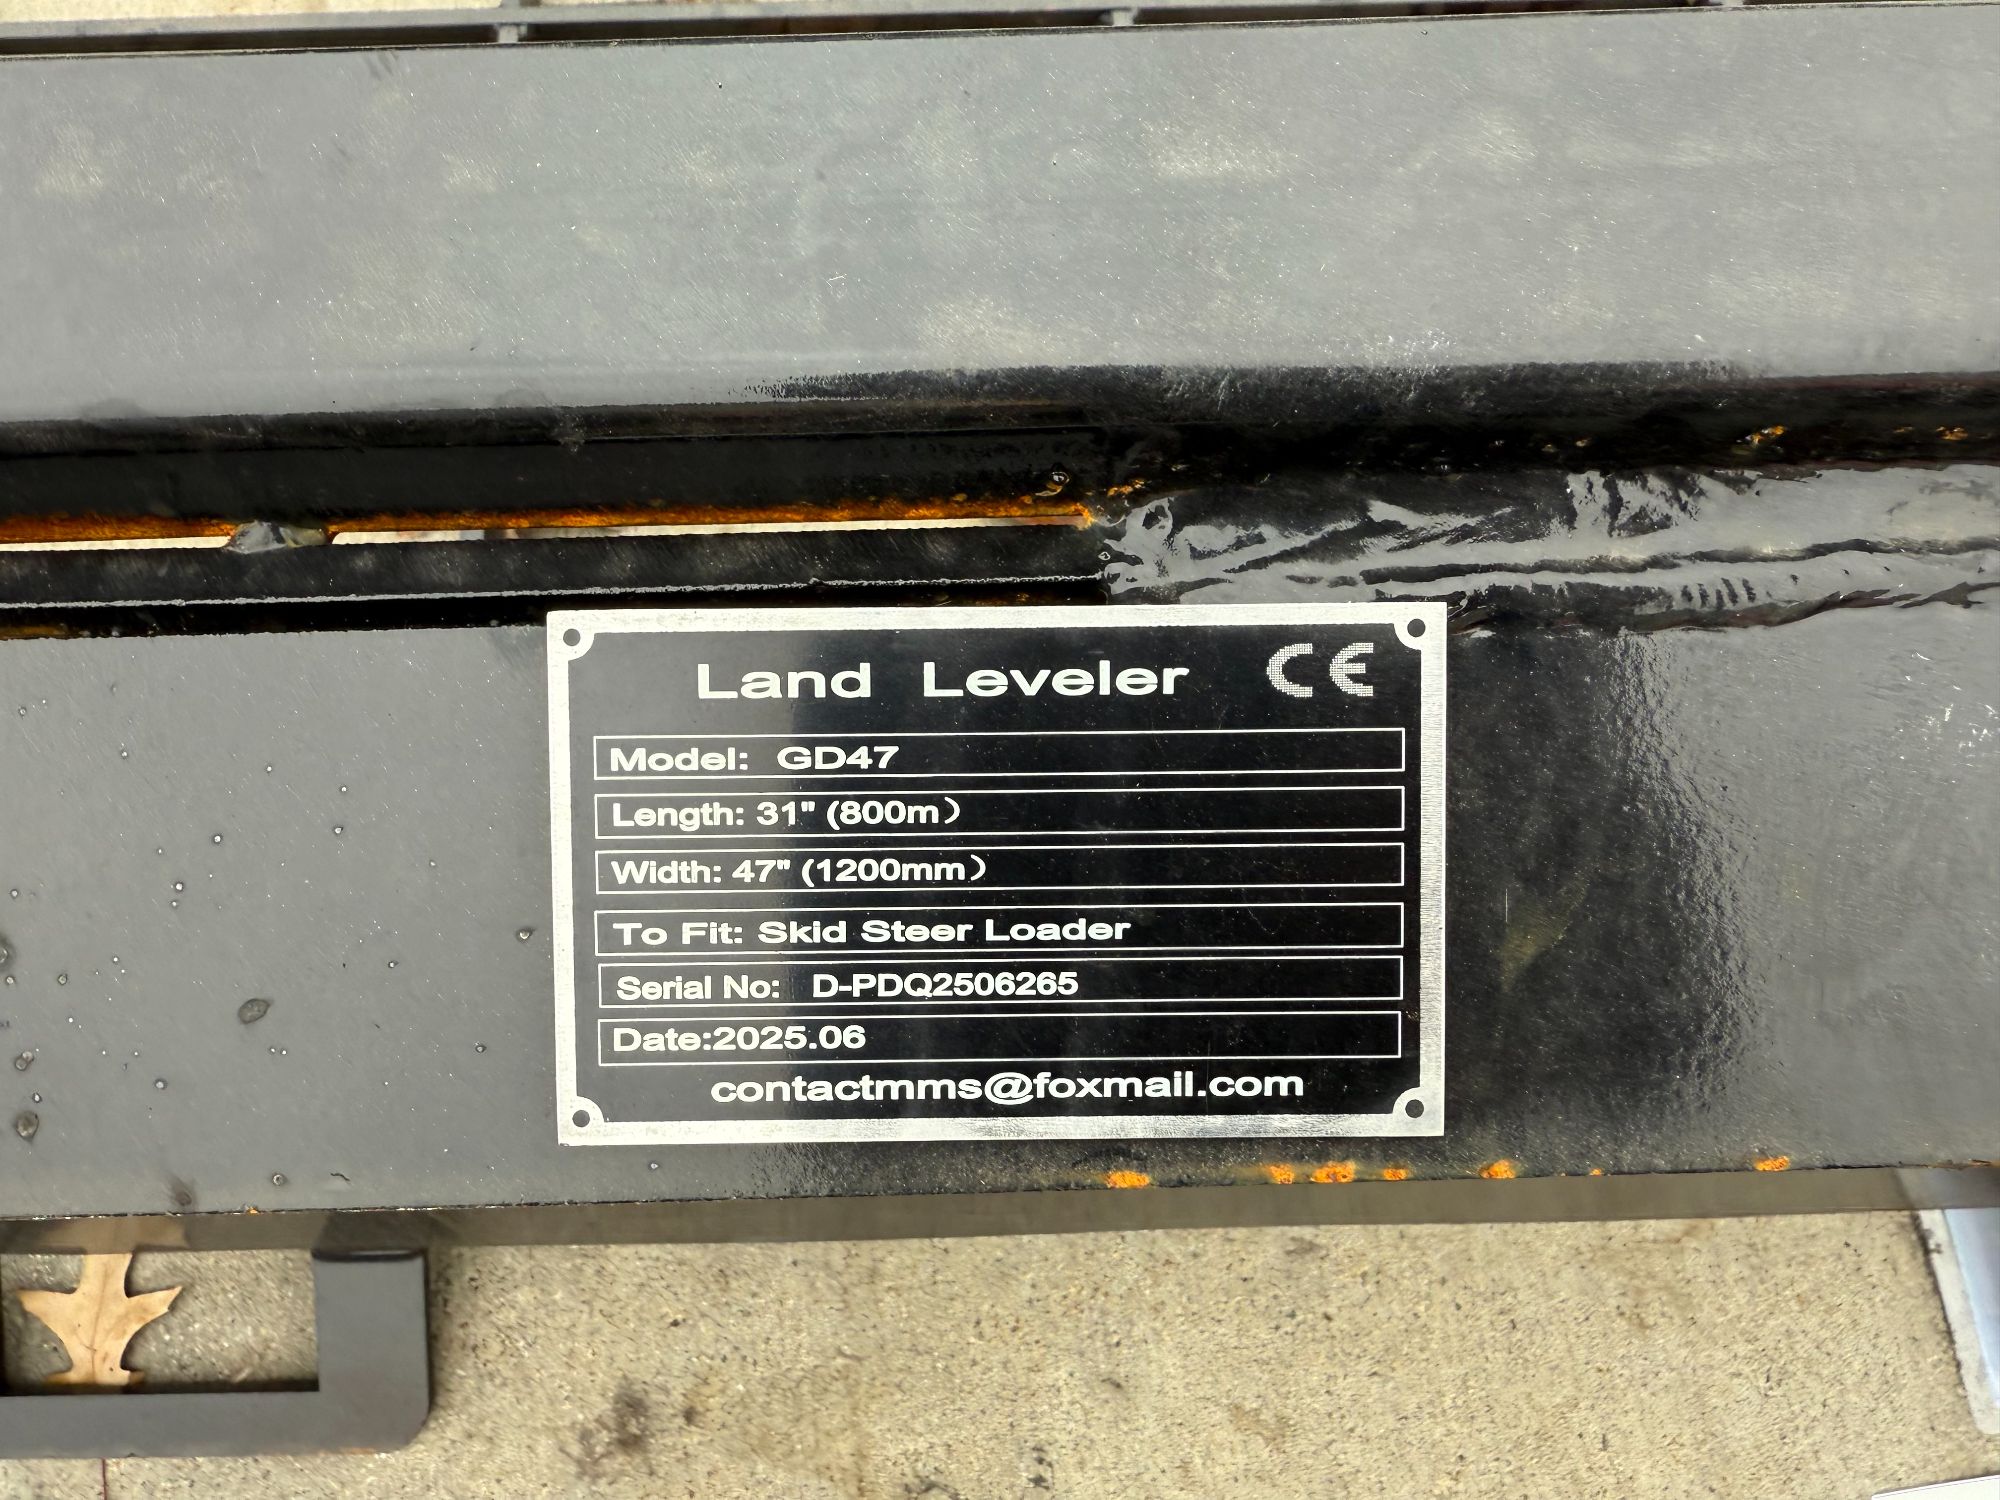 Land Leveler CE
Model: GD47
Length: 31" (800m)
Width: 47" (1200mm)
To Fit: Skid Steer Loader
Serial No: D-PDQ2506265
Date:2025.06
contactmms@foxmail.com